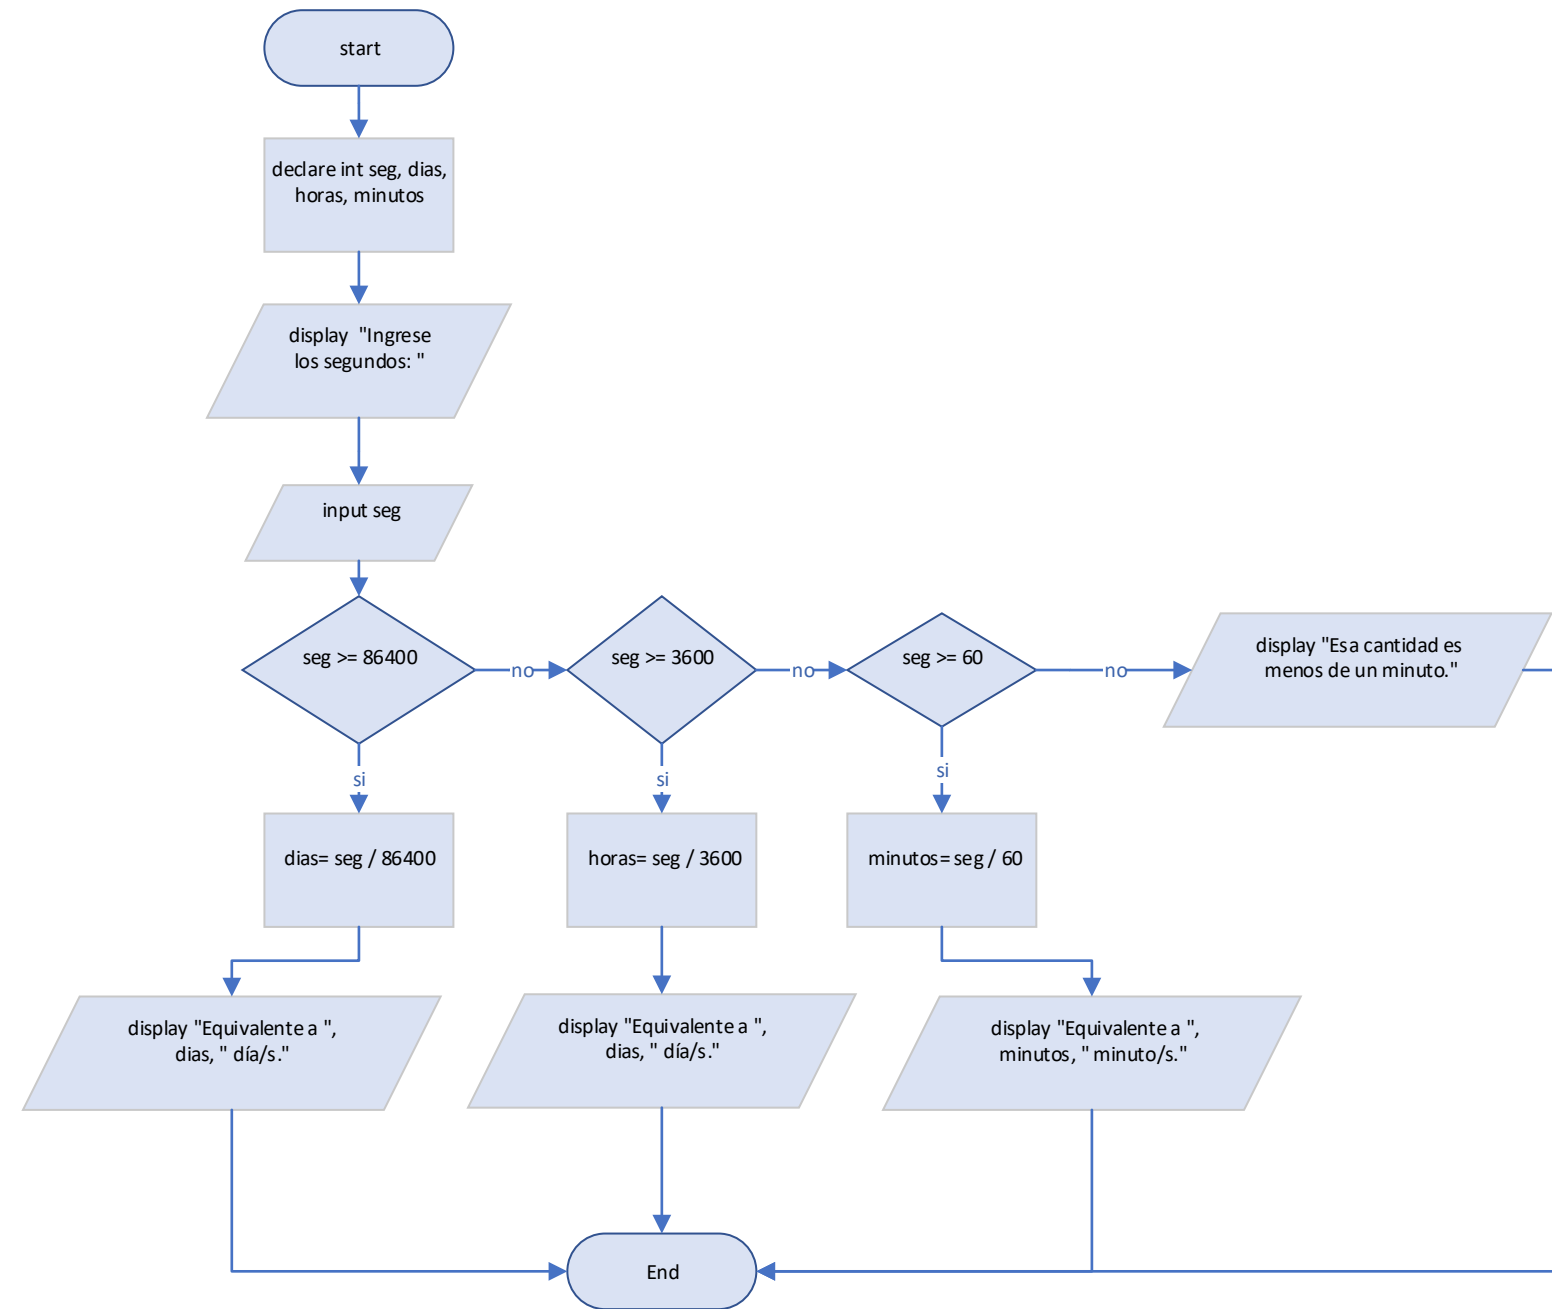 start
declare int seg, dias,
horas, minutos
display "Ingrese
los segundos: "
input seg
seg >= 86400
no
seg >= 3600
no
seg >= 60
no
display "Esa cantidad es
menos de un minuto."
si
si
si
dias= seg / 86400
horas= seg / 3600
minutos= seg / 60
display "Equivalente a ",
dias, " día/s."
display "Equivalente a ",
dias, " día/s."
display "Equivalente a ",
minutos, " minuto/s."
End